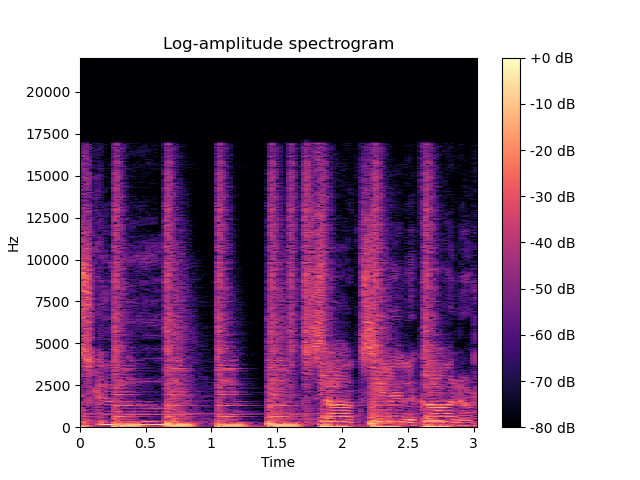 Log-amplitude spectrogram
Hz
20000
17500
15000
12500
10000
7500
5000
2500
0
0 0.5 1 1.5 2 2.5 3
Time
+0 dB
-10 dB
-20 dB
-30 dB
-40 dB
-50 dB
-60 dB
-70 dB
-80 dB